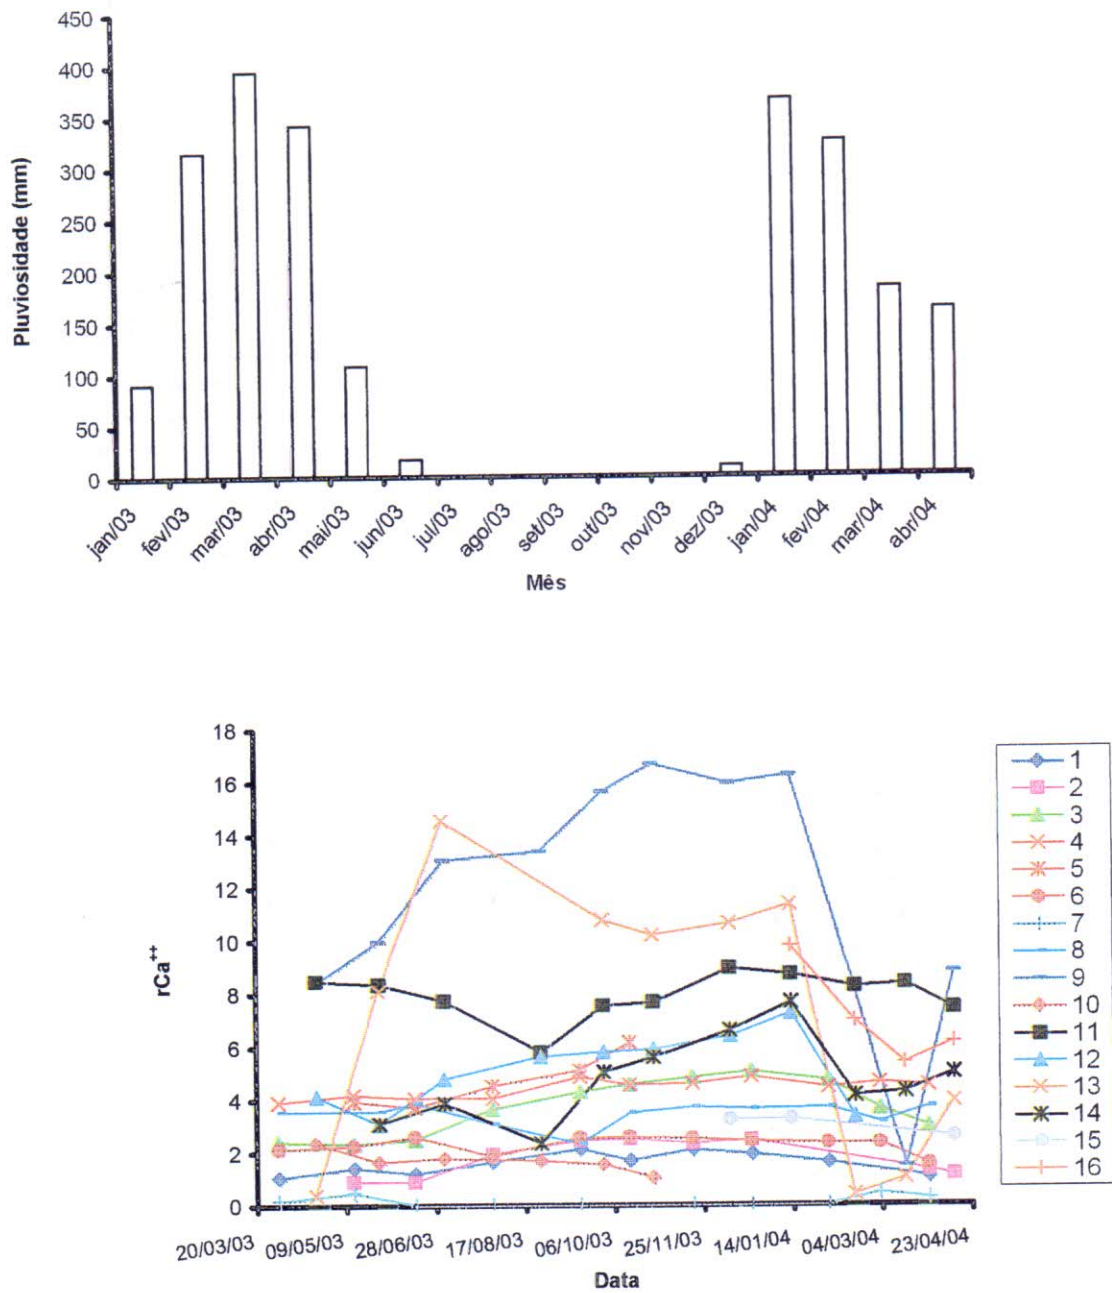 450
400
350
300
250
200
150
100
50
0
Pluviosidade (mm)
jan/03
fev/03
mar/03
abr/03
mai/03
jun/03
jul/03
ago/03
set/03
out/03
nov/03
dez/03
jan/04
fev/04
mar/04
abr/04
Mês
18
16
14
12
10
8
6
4
2
0
rCa++
20/03/03
09/05/03
28/06/03
17/08/03
06/10/03
25/11/03
14/01/04
04/03/04
23/04/04
Data
1
2
3
4
5
6
7
8
9
10
11
12
13
14
15
16